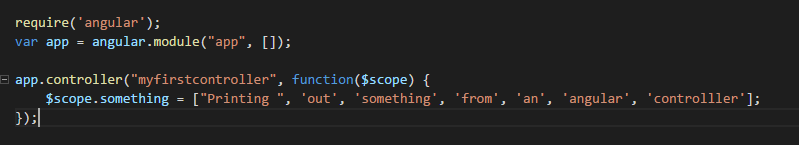 require('angular');
var app = angular.module("app", []);
app.controller("myfirstcontroller", function($scope) {
$scope.something = ["Printing ", 'out', 'something', 'from', 'an', 'angular', 'controlller'];
});